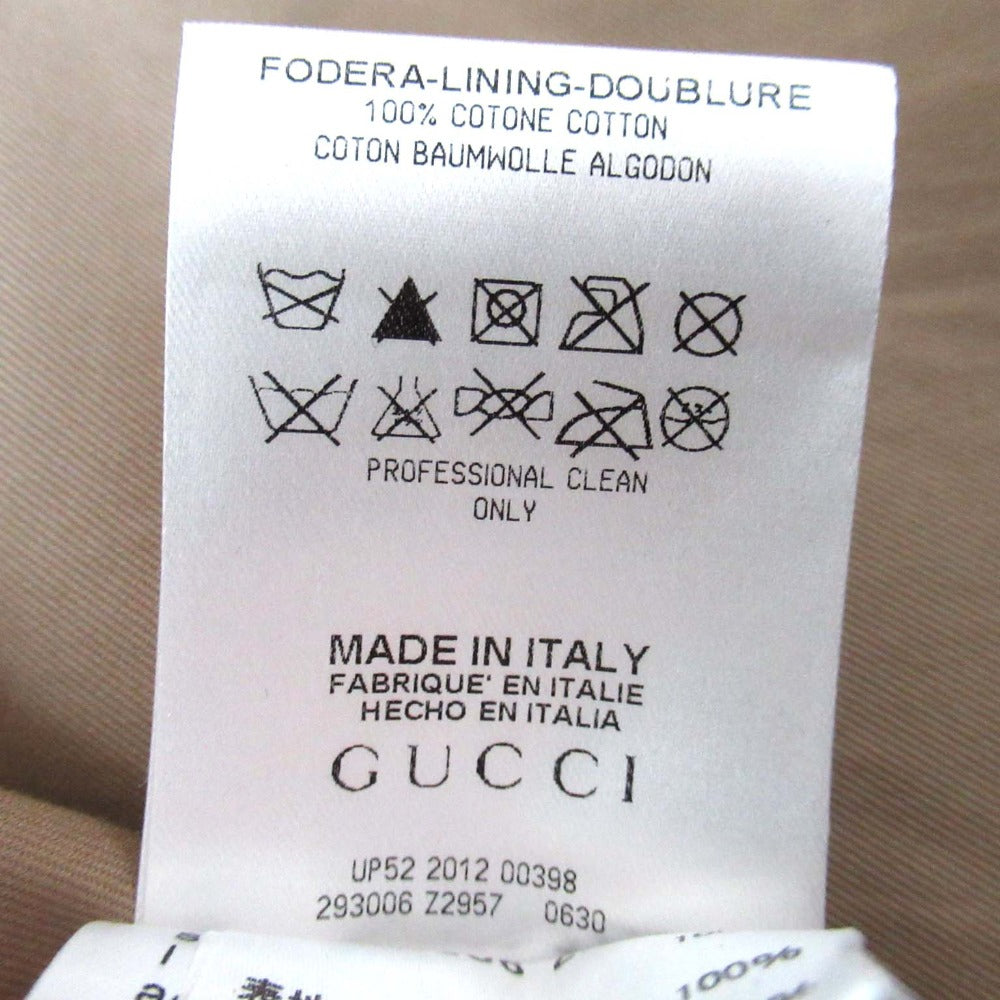 FODERA-LINING-DOUBLURE
100% COTONE COTTON
COTON BAUMWOLLE ALGODON
PROFESSIONAL CLEAN
ONLY
MADE IN ITALY
FABRIQUE' EN ITALIE
HECHO EN ITALIA
GUCCI
UP52 2012 00398
293006 Z2957 0630
100%